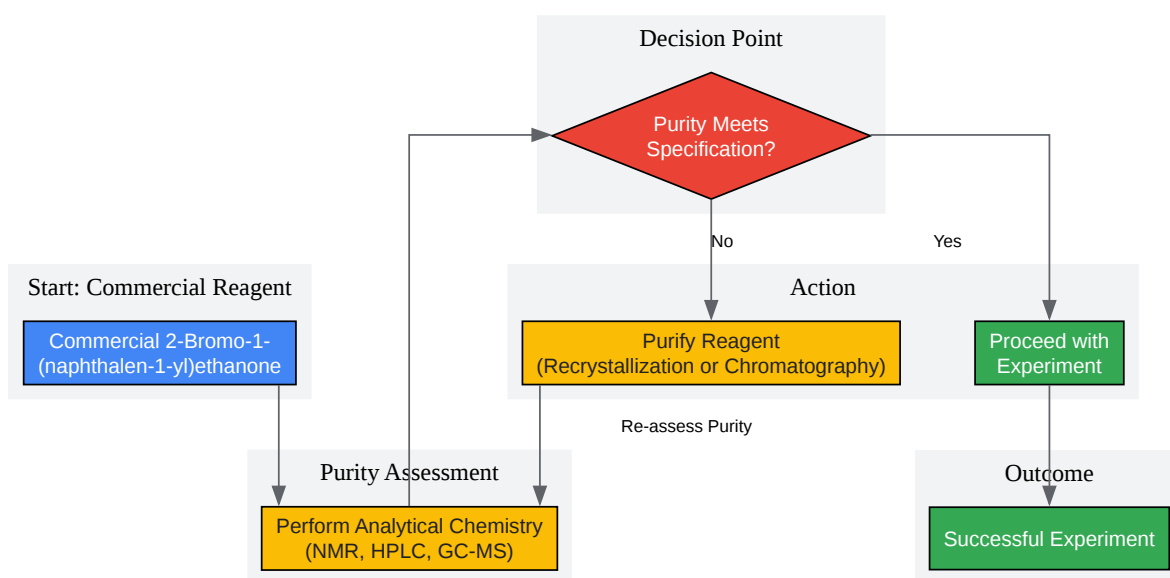 Decision Point
Purity Meets
Specification?
No
Yes
Start: Commercial Reagent
Commercial 2-Bromo-1-
(naphthalen-1-yl)ethanone
Action
Purify Reagent
(Recrystallization or Chromatography)
Proceed with
Experiment
Re-assess Purity
Purity Assessment
Perform Analytical Chemistry
(NMR, HPLC, GC-MS)
Outcome
Successful Experiment